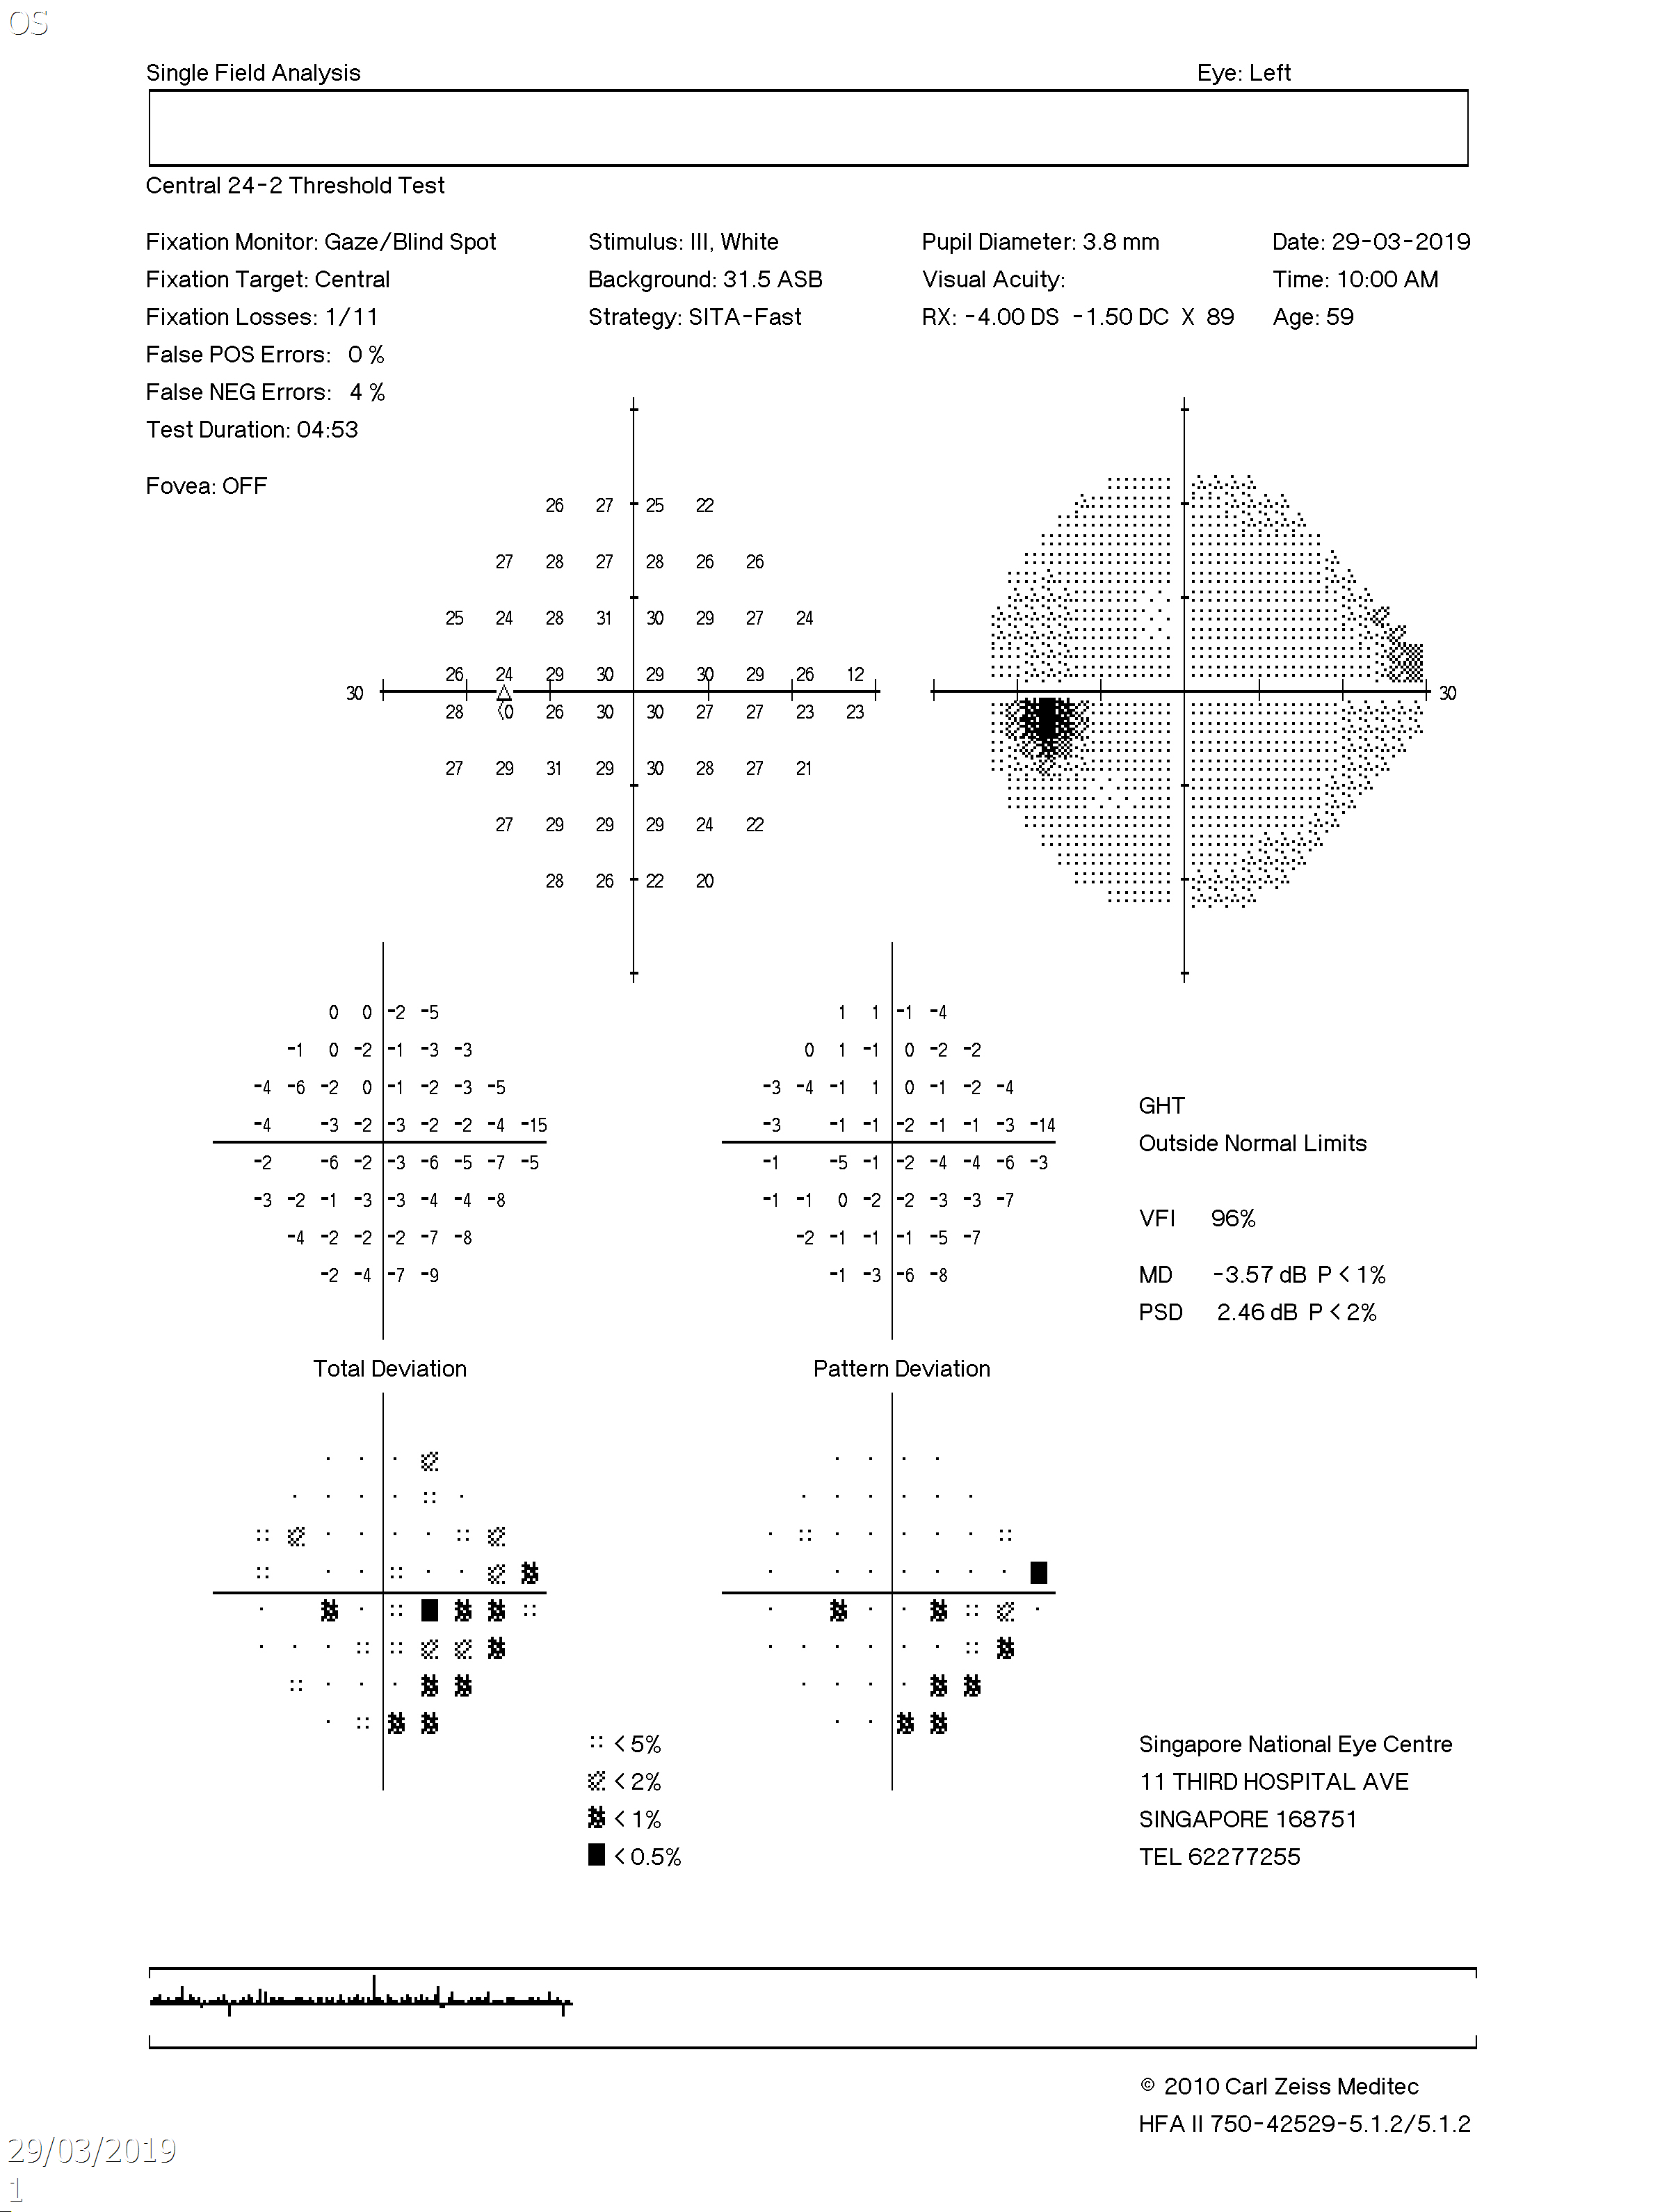 OS
Single Field Analysis Eye: Left
Central 24-2 Threshold Test
Fixation Monitor: Gaze/Blind Spot Stimulus: III, White Pupil Diameter: 3.8 mm Date: 29-03-2019
Fixation Target: Central Background: 31.5 ASB Visual Acuity: Time: 10:00 AM
Fixation Losses: 1/11 Strategy: SITA-Fast RX: -4.00 DS -1.50 DC X 89 Age: 59
False POS Errors: 0 %
False NEG Errors: 4 %
Test Duration: 04:53
Fovea: OFF
26 27 25 22
27 28 27 28 26 26
25 24 28 31 30 29 27 24
26 24 29 30 29 30 29 26 12
30 30
28 <0 26 30 30 27 27 23 23
27 29 31 29 30 28 27 21
27 29 29 29 24 22
28 26 22 20
0 0 -2 -5 1 1 -1 -4
-1 0 -2 -1 -3 -3 0 1 -1 0 -2 -2
-4 -6 -2 0 -1 -2 -3 -5 -3 -4 -1 1 0 -1 -2 -4
GHT
-4 -3 -2 -3 -2 -2 -4 -15 -3 -1 -1 -2 -1 -1 -3 -14
Outside Normal Limits
-2 -6 -2 -3 -6 -5 -7 -5 -1 -5 -1 -2 -4 -4 -6 -3
-3 -2 -1 -3 -3 -4 -4 -8 -1 -1 0 -2 -2 -3 -3 -7
VFI 96%
-4 -2 -2 -2 -7 -8 -2 -1 -1 -1 -5 -7
-2 -4 -7 -9 -1 -3 -6 -8
MD -3.57 dB P < 1%
PSD 2.46 dB P < 2%
Total Deviation Pattern Deviation
< 5%
< 2%
< 1%
< 0.5%
Singapore National Eye Centre
11 THIRD HOSPITAL AVE
SINGAPORE 168751
TEL 62277255
© 2010 Carl Zeiss Meditec
HFA II 750-42529-5.1.2/5.1.2
29/03/2019
1